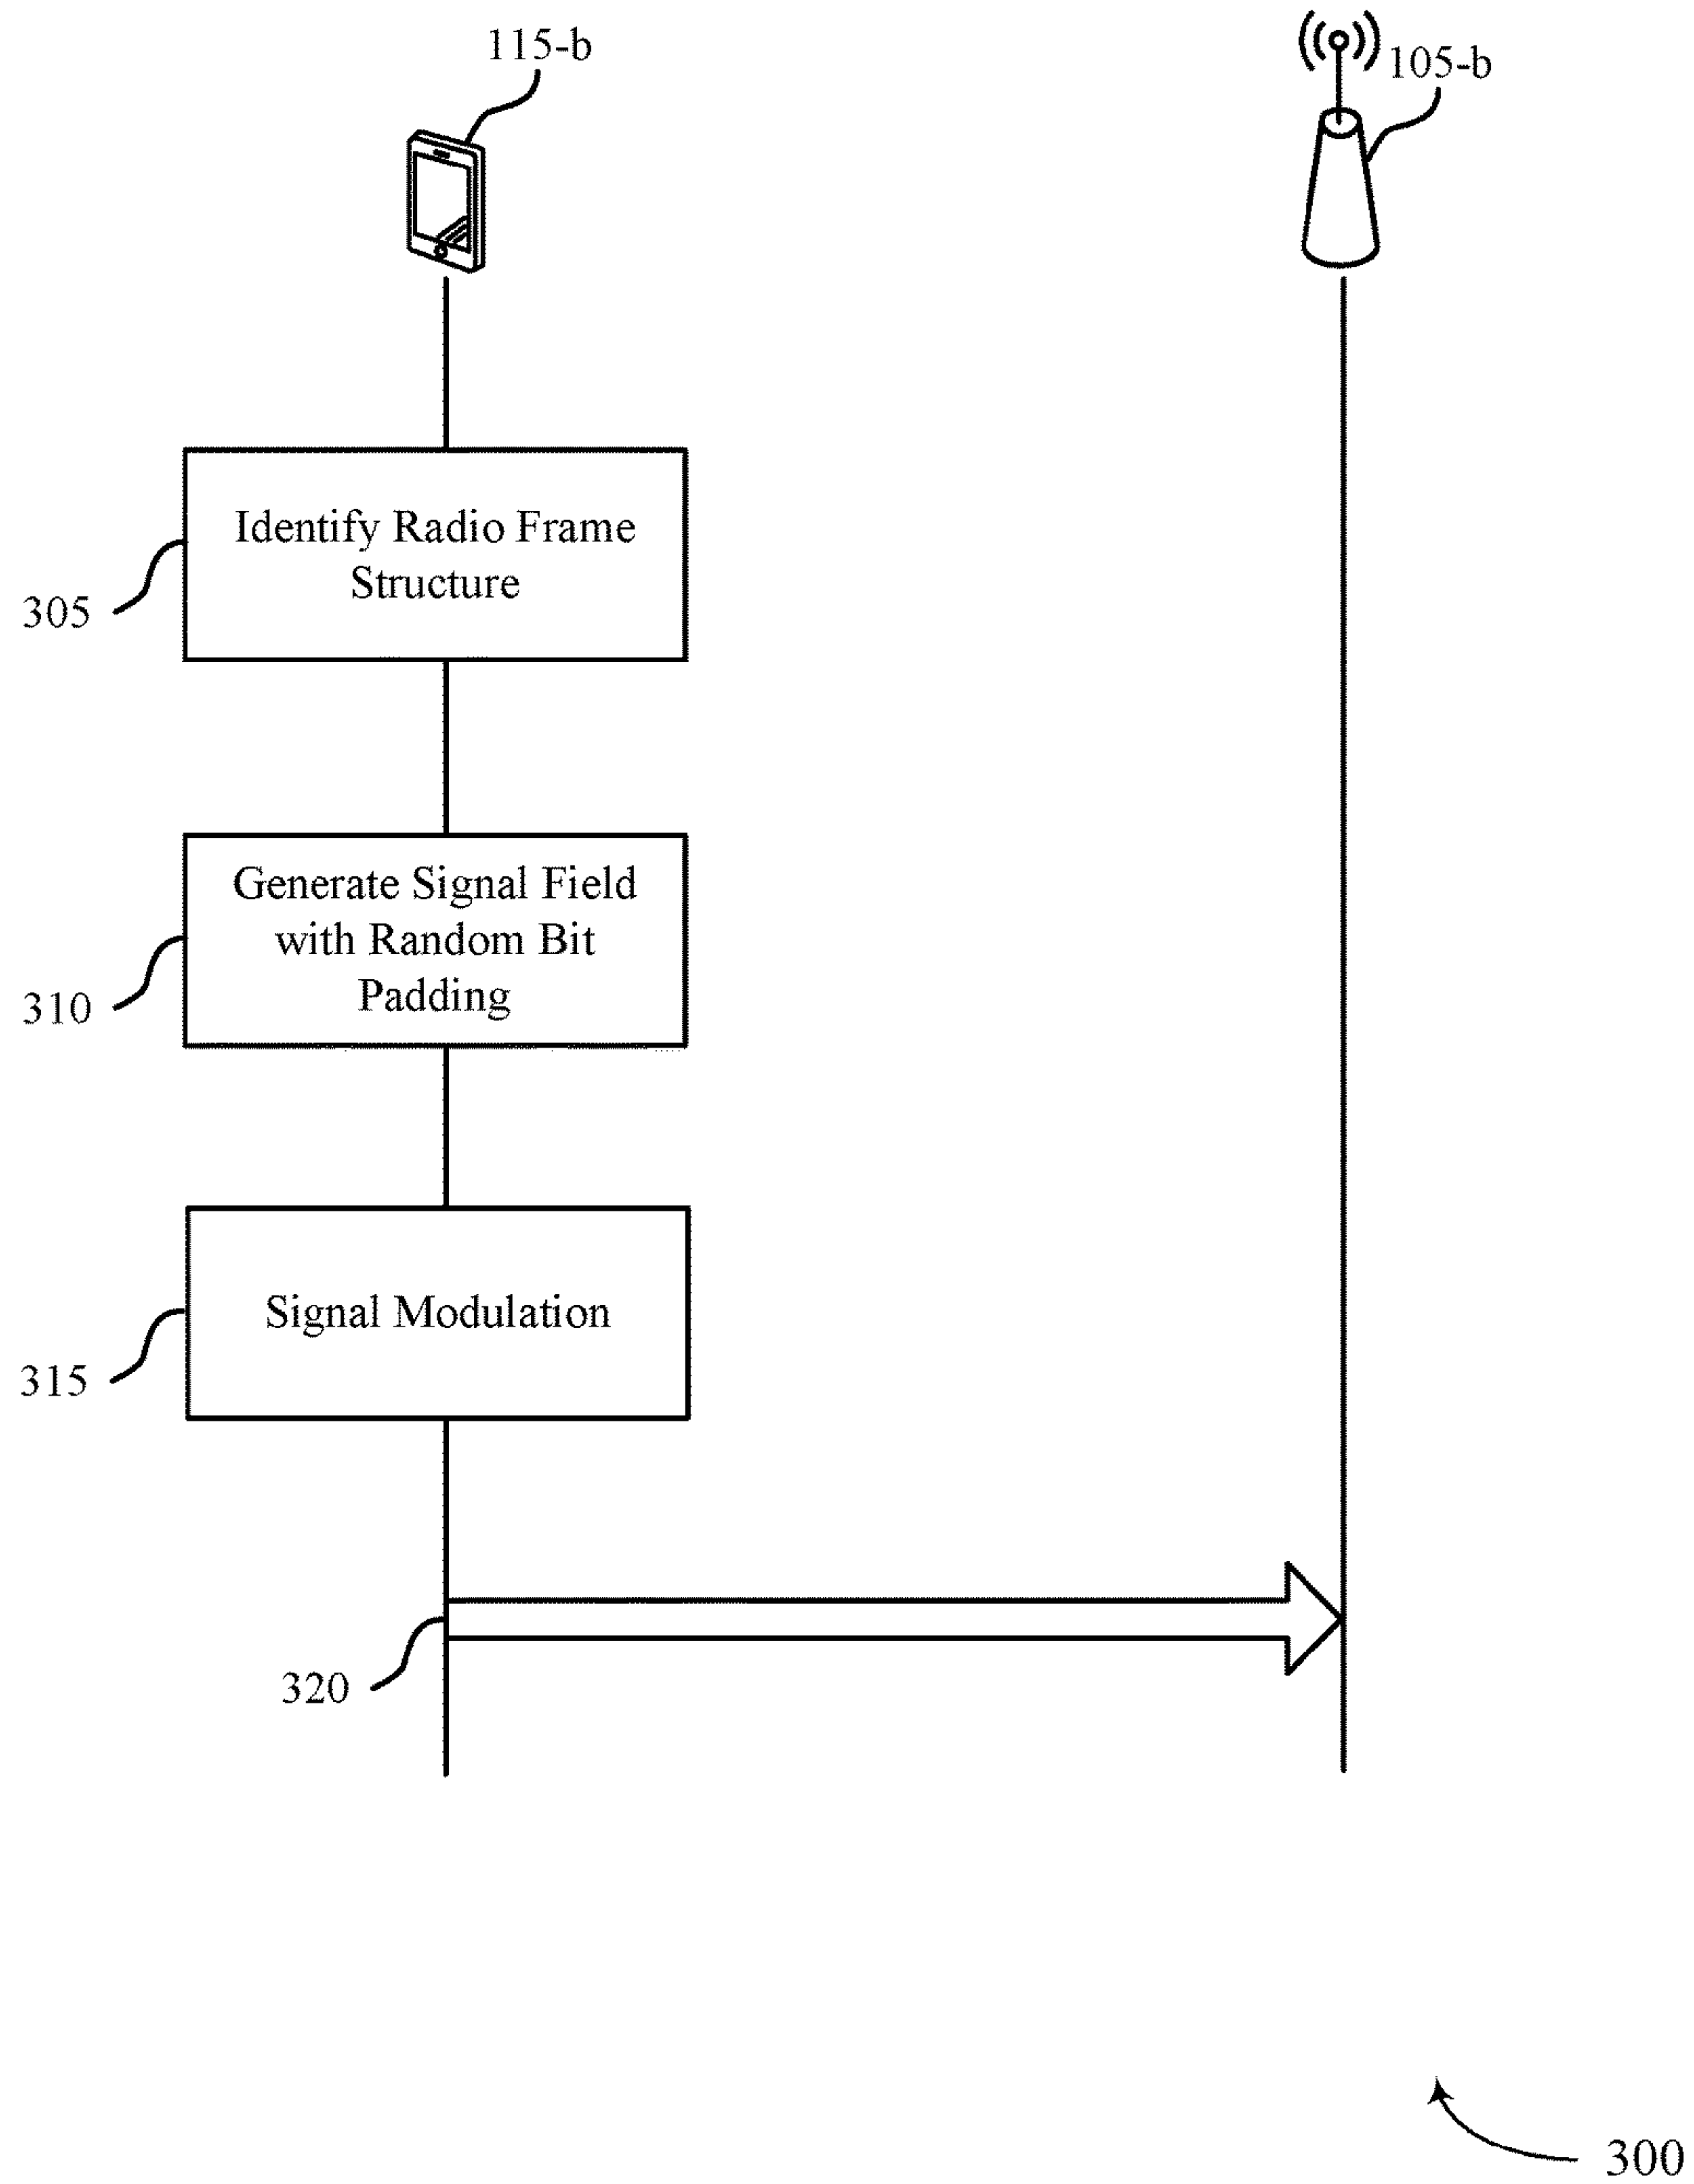 115-b
105-b
Identify Radio Frame
Structure
305
Generate Signal Field
with Random Bit
Padding
310
Signal Modulation
315
320
300